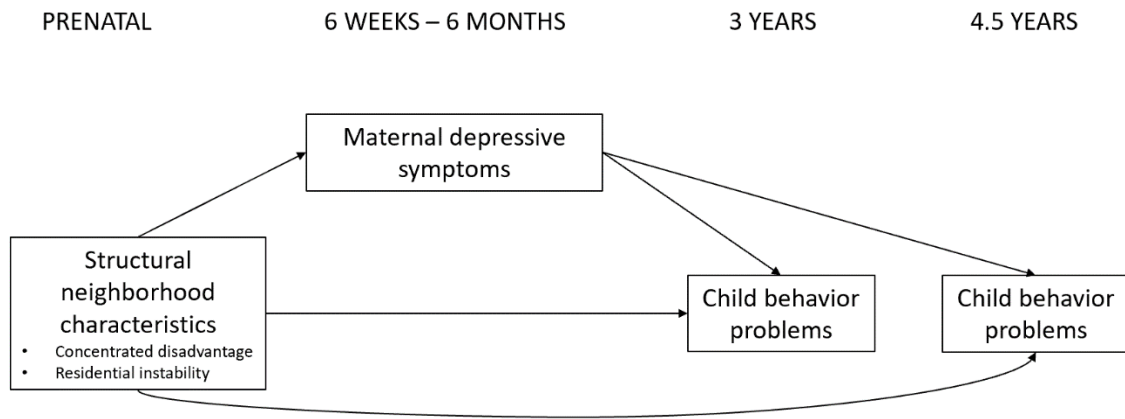 PRENATAL
6 WEEKS – 6 MONTHS
3 YEARS
4.5 YEARS
Maternal depressive
symptoms
Structural
neighborhood
characteristics
• Concentrated disadvantage
• Residential instability
Child behavior
problems
Child behavior
problems